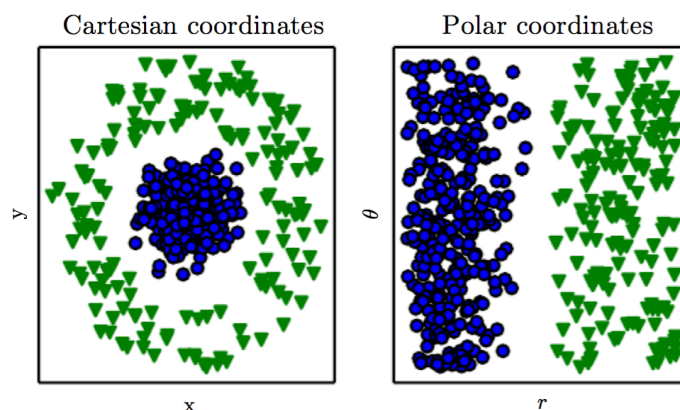 Cartesian coordinates
Polar coordinates
y
θ
x
r